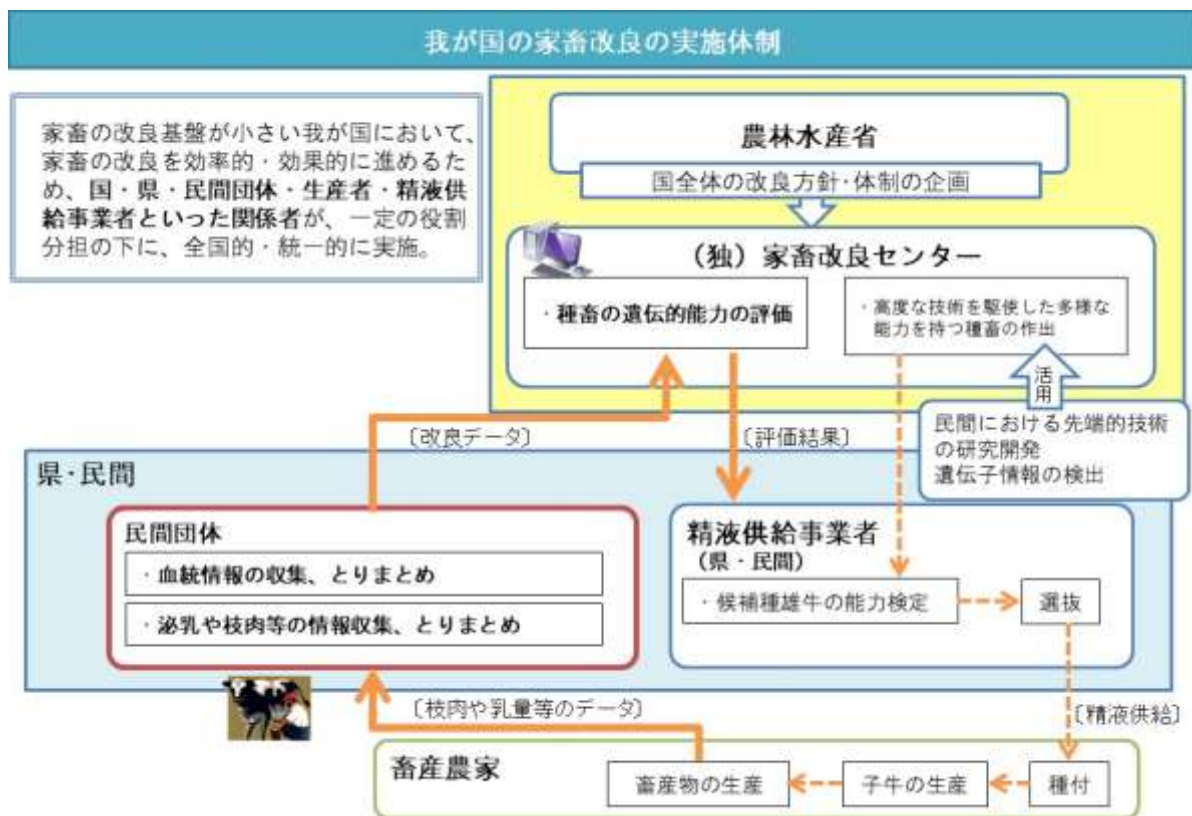 我が国の家畜改良の実施体制
家畜の改良基盤が小さい我が国において、
家畜の改良を効率的・効果的に進めるた
め、国・県・民間団体・生産者・精液供
給事業者といった関係者が、一定の役割
分担の下に、全国的・統一的に実施。
農林水産省
国全体の改良方針・体制の企画
（独）家畜改良センター
・種畜の遺伝的能力の評価
・高度な技術を駆使した多様な
能力を持つ種畜の作出
活用
民間における先端的技術
の研究開発
遺伝子情報の検出
〔改良データ〕
〔評価結果〕
県・民間
民間団体
・血統情報の収集、とりまとめ
・泌乳や枝肉等の情報収集、とりまとめ
精液供給事業者
（県・民間）
・候補種雄牛の能力検定
選抜
〔枝肉や乳量等のデータ〕
〔精液供給〕
畜産農家
畜産物の生産
子牛の生産
種付